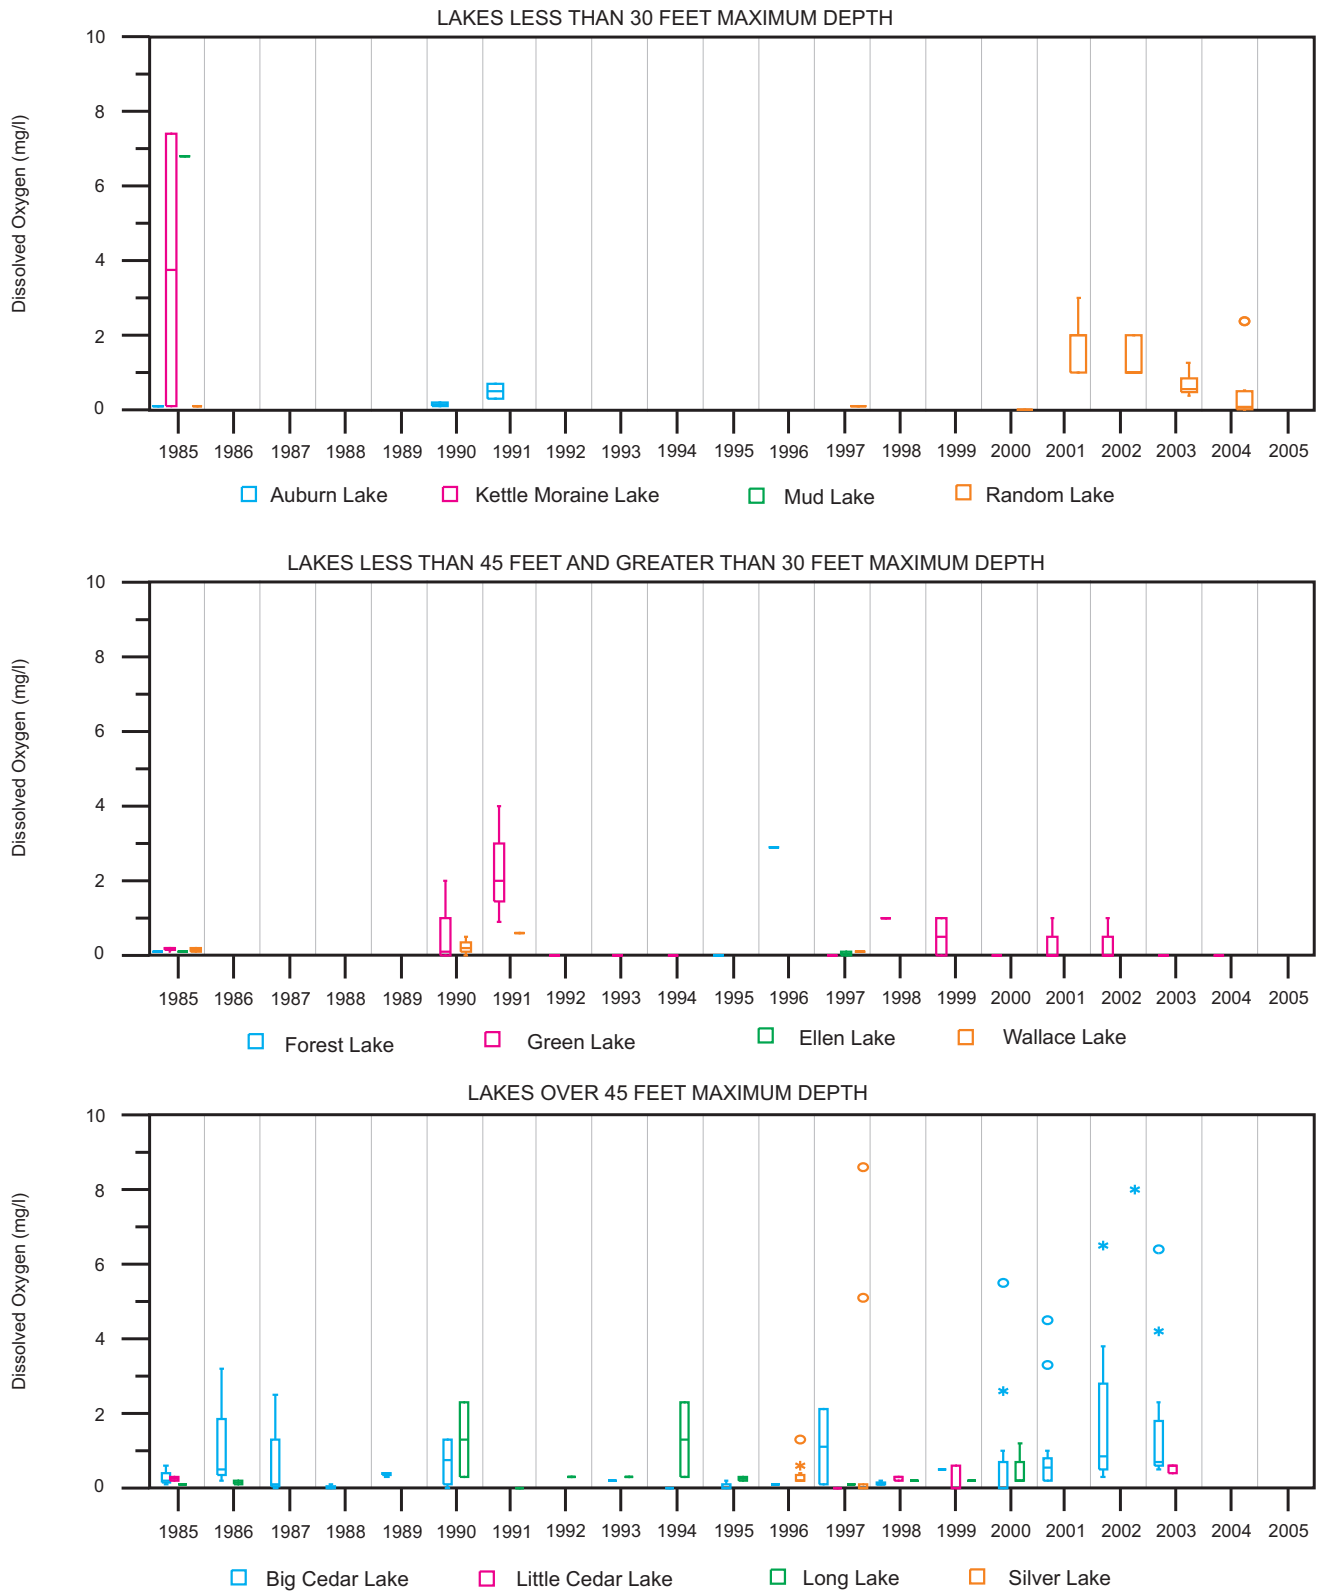 LAKES LESS THAN 30 FEET MAXIMUM DEPTH
Dissolved Oxygen (mg/l)
10
8
6
4
2
0
1985 1986 1987 1988 1989 1990 1991 1992 1993 1994 1995 1996 1997 1998 1999 2000 2001 2002 2003 2004 2005
Auburn Lake Kettle Moraine Lake Mud Lake Random Lake
LAKES LESS THAN 45 FEET AND GREATER THAN 30 FEET MAXIMUM DEPTH
Dissolved Oxygen (mg/l)
10
8
6
4
2
0
1985 1986 1987 1988 1989 1990 1991 1992 1993 1994 1995 1996 1997 1998 1999 2000 2001 2002 2003 2004 2005
Forest Lake Green Lake Ellen Lake Wallace Lake
LAKES OVER 45 FEET MAXIMUM DEPTH
Dissolved Oxygen (mg/l)
10
8
6
4
2
0
1985 1986 1987 1988 1989 1990 1991 1992 1993 1994 1995 1996 1997 1998 1999 2000 2001 2002 2003 2004 2005
Big Cedar Lake Little Cedar Lake Long Lake Silver Lake